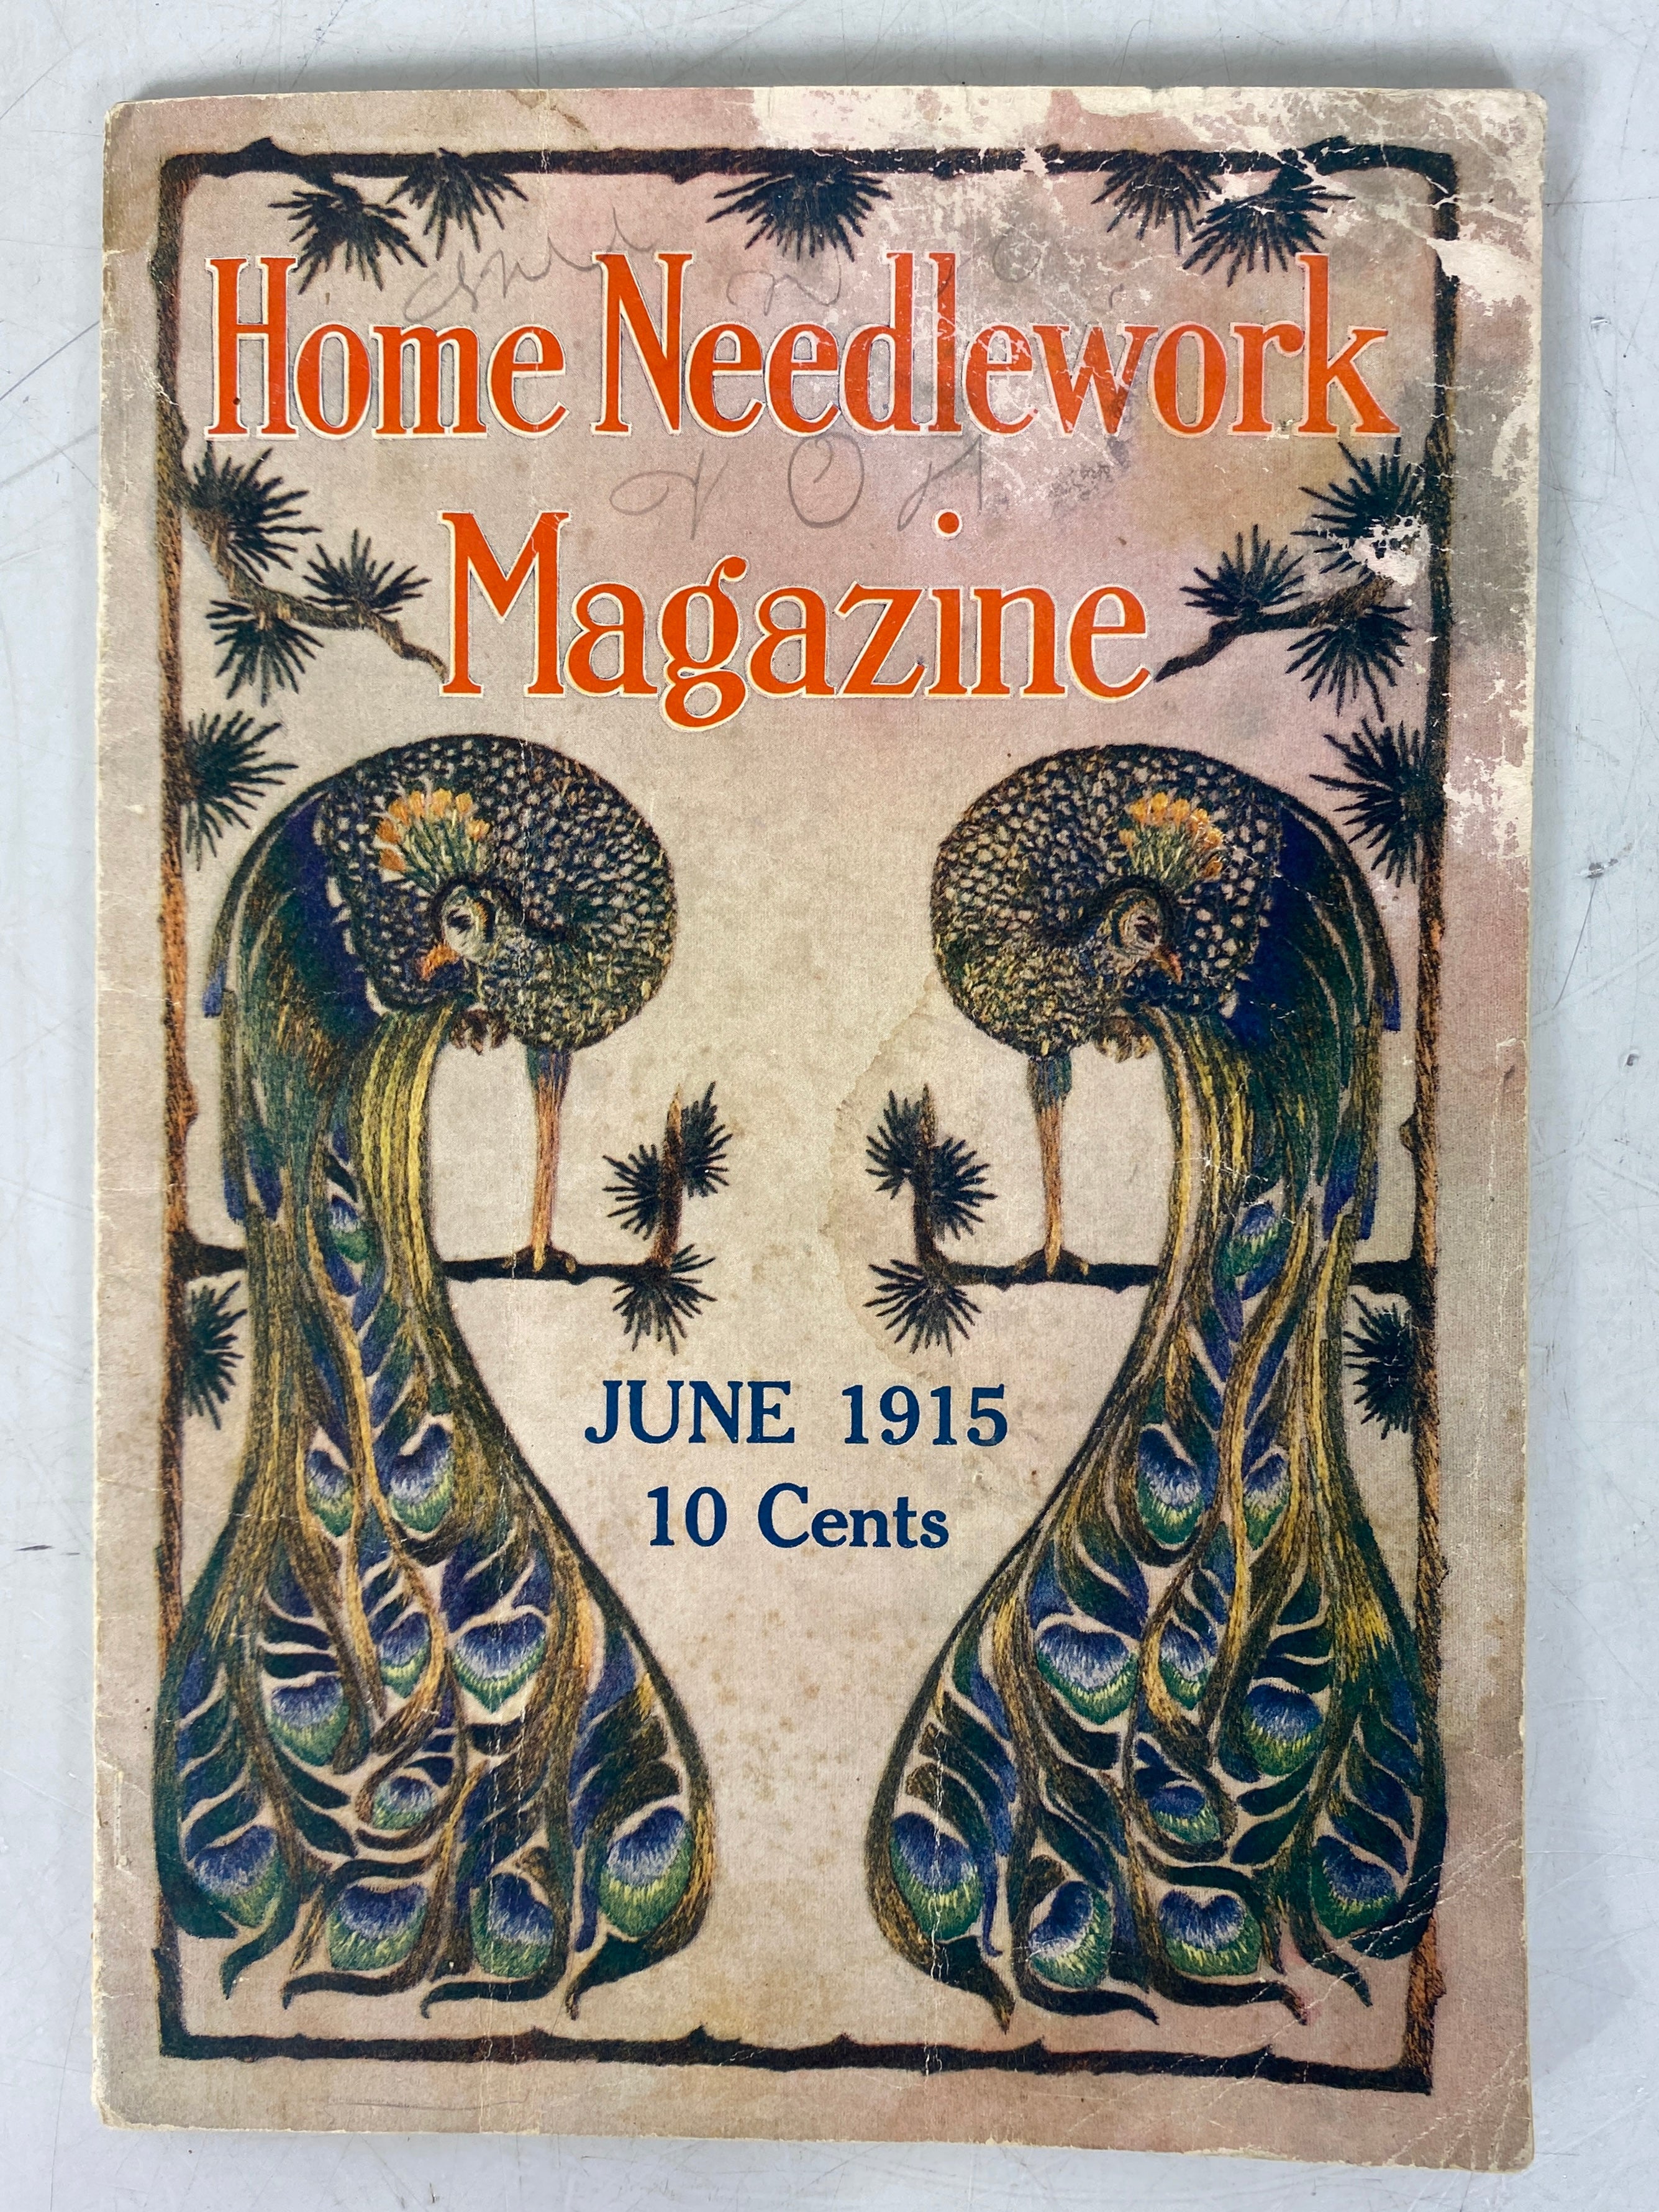 Home Needlework
Magazine
JUNE 1915
10 Cents